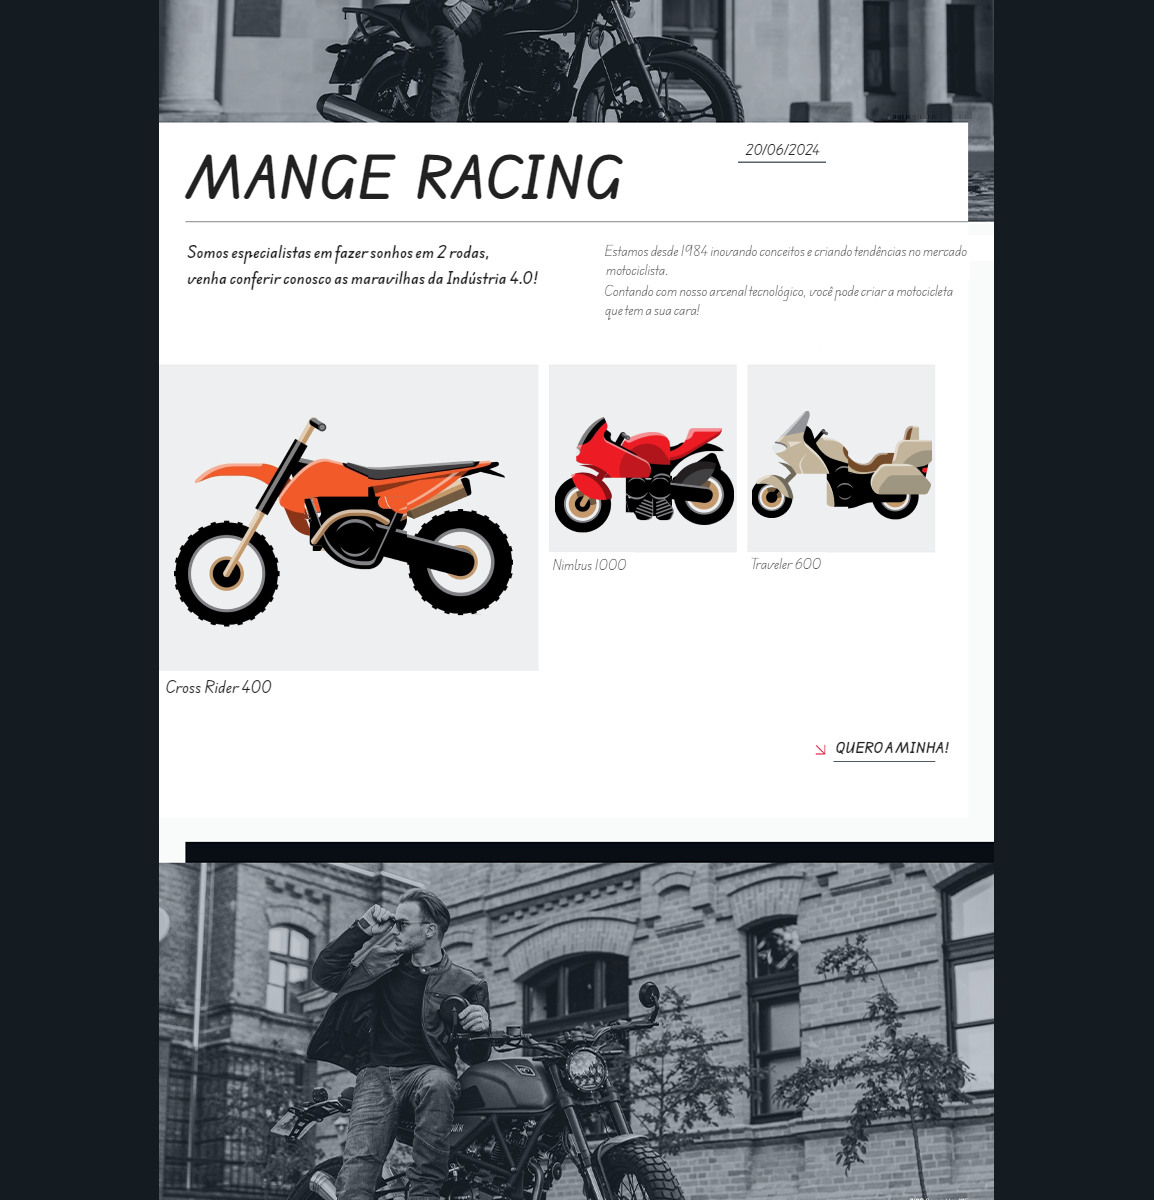 MANGE RACING
20/06/2024
Somos especialistas em fazer sonhos em 2 rodas,
venha conferir conosco as maravilhas da Indústria 4.0!
Estamos desde 1984 inovando conceitos e criando tendências no mercado
motociclista.
Contando com nosso arcenal tecnológico, você pode criar a motocicleta
que tem a sua cara!
Nimbus 1000
Traveler 600
Cross Rider 400
QUERO A MINHA!